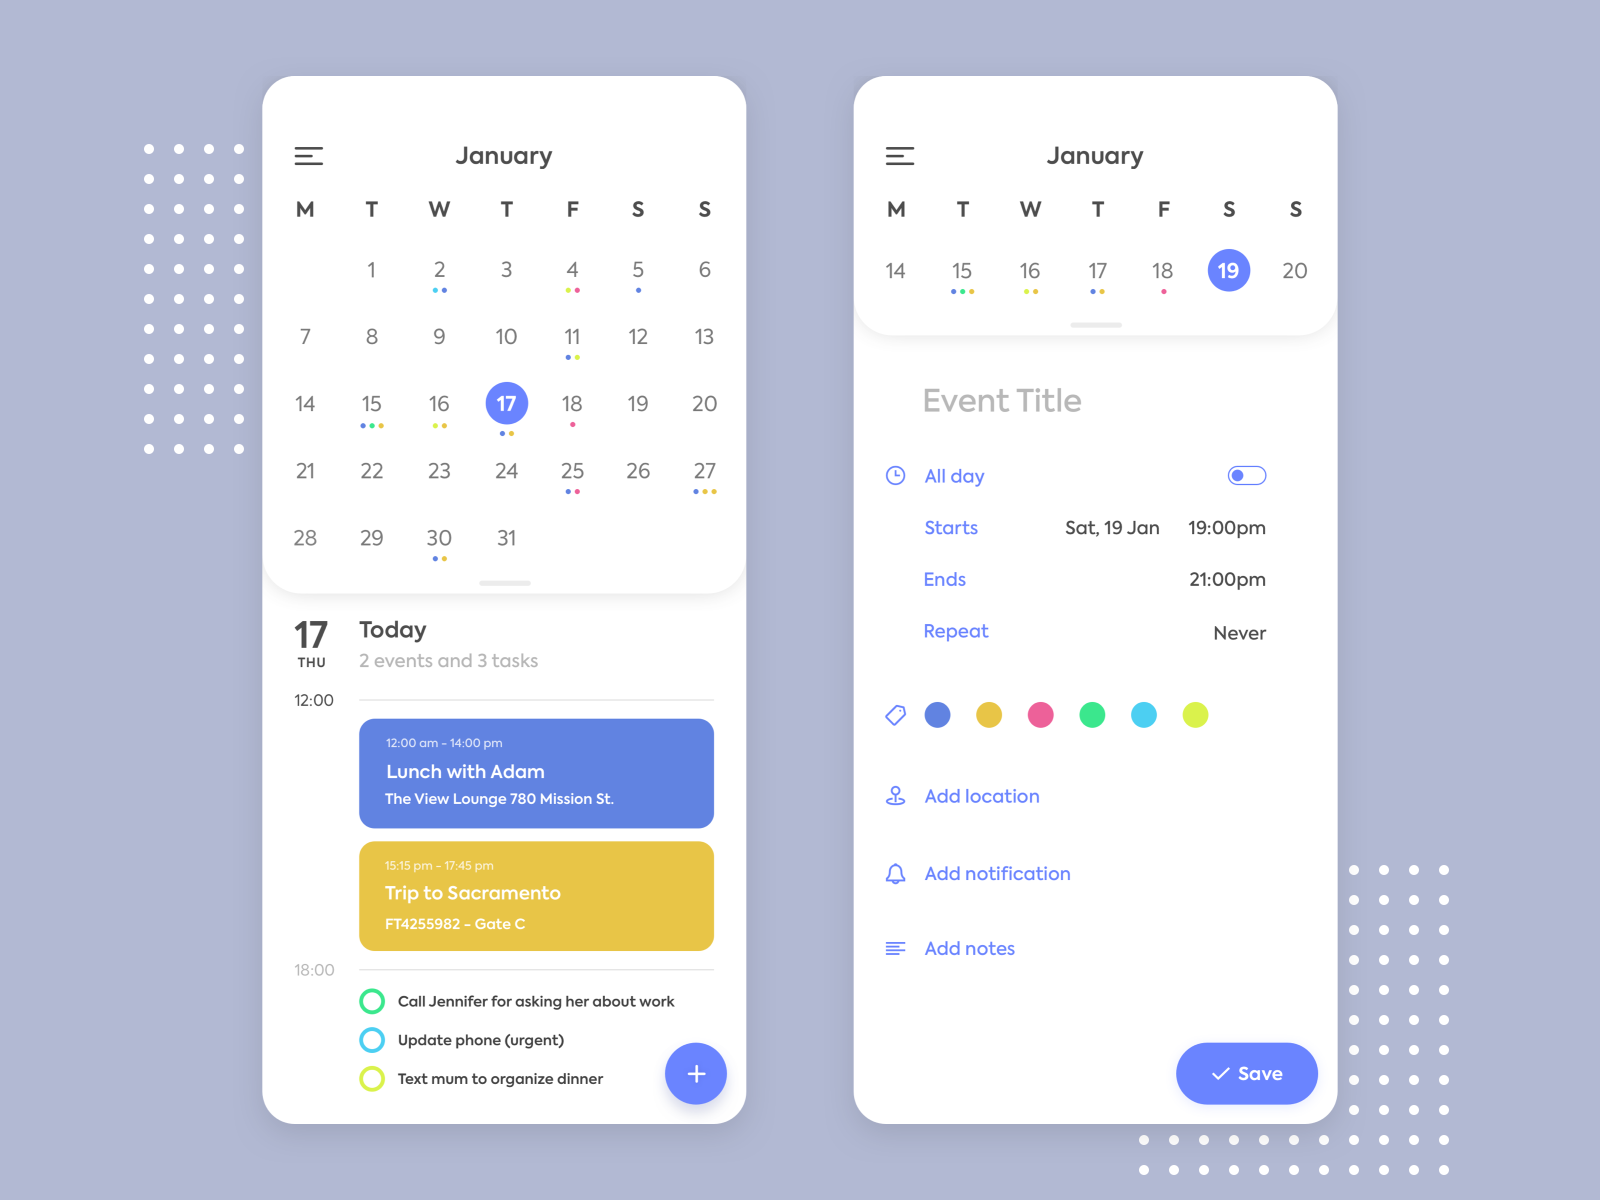 January
M T W T F S S
1 2 3 4 5 6
7 8 9 10 11 12 13
14 15 16 17 18 19 20
21 22 23 24 25 26 27
28 29 30 31
17 Today
THU 2 events and 3 tasks
12:00
12:00 am - 14:00 pm
Lunch with Adam
The View Lounge 780 Mission St.
15:15 pm - 17:45 pm
Trip to Sacramento
FT4255982 - Gate C
18:00
Call Jennifer for asking her about work
Update phone (urgent)
Text mum to organize dinner
January
M T W T F S S
14 15 16 17 18 19 20
Event Title
All day
Starts Sat, 19 Jan 19:00pm
Ends 21:00pm
Repeat Never
Add location
Add notification
Add notes
Save